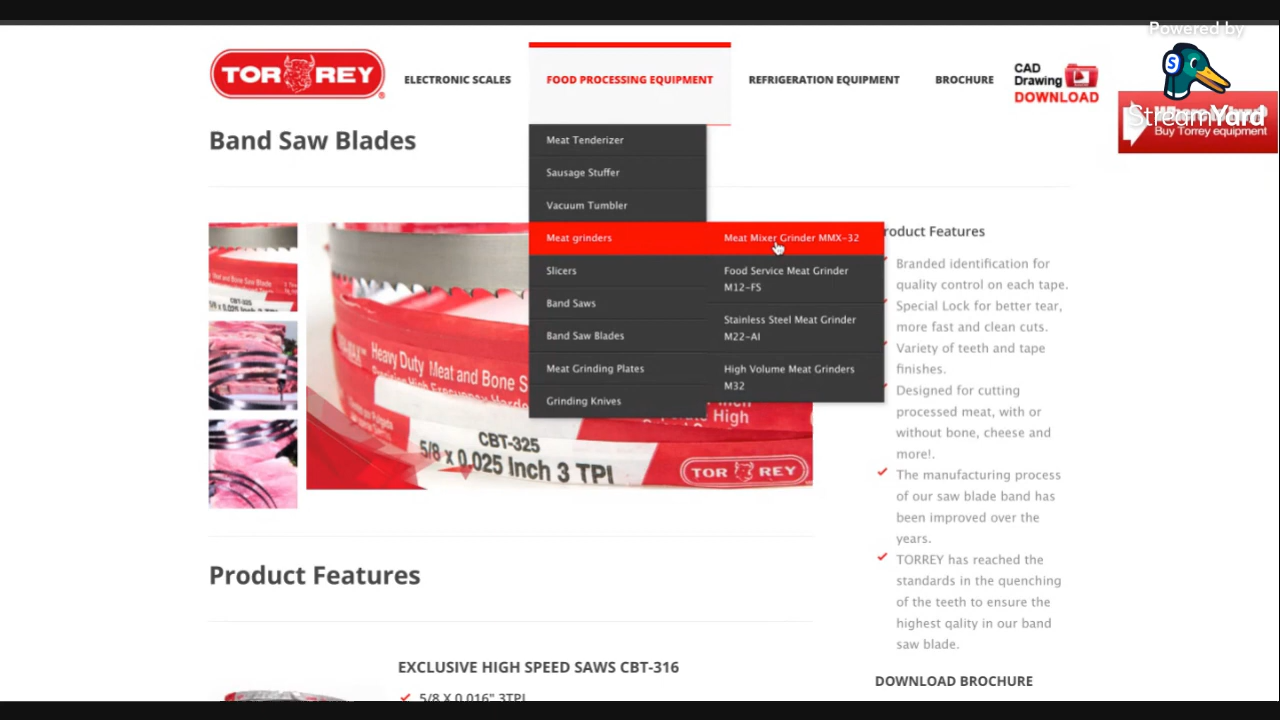 Powered by
StreamYard
TOR REY
®
ELECTRONIC SCALES
FOOD PROCESSING EQUIPMENT
REFRIGERATION EQUIPMENT
BROCHURE
CAD
Drawing
DOWNLOAD
Buy Torrey equipment
Band Saw Blades
Meat Tenderizer
Sausage Stuffer
Vacuum Tumbler
Meat grinders
Slicers
Band Saws
Band Saw Blades
Meat Grinding Plates
Grinding Knives
Meat Mixer Grinder MMX-32
Food Service Meat Grinder
M12-FS
Stainless Steel Meat Grinder
M22-AI
High Volume Meat Grinders
M32
Heavy Duty Meat and Bone S
High
CBT-325
5/8 x 0.025 Inch 3 TPI
TOR REY
roduct Features
Branded identification for
quality control on each tape.
Special Lock for better tear,
more fast and clean cuts.
Variety of teeth and tape
finishes.
Designed for cutting
processed meat, with or
without bone, cheese and
more!.
The manufacturing process
of our saw blade band has
been improved over the
years.
TORREY has reached the
standards in the quenching
of the teeth to ensure the
highest qality in our band
saw blade.
DOWNLOAD BROCHURE
Product Features
EXCLUSIVE HIGH SPEED SAWS CBT-316
5/8 X 0.016" 3TPI